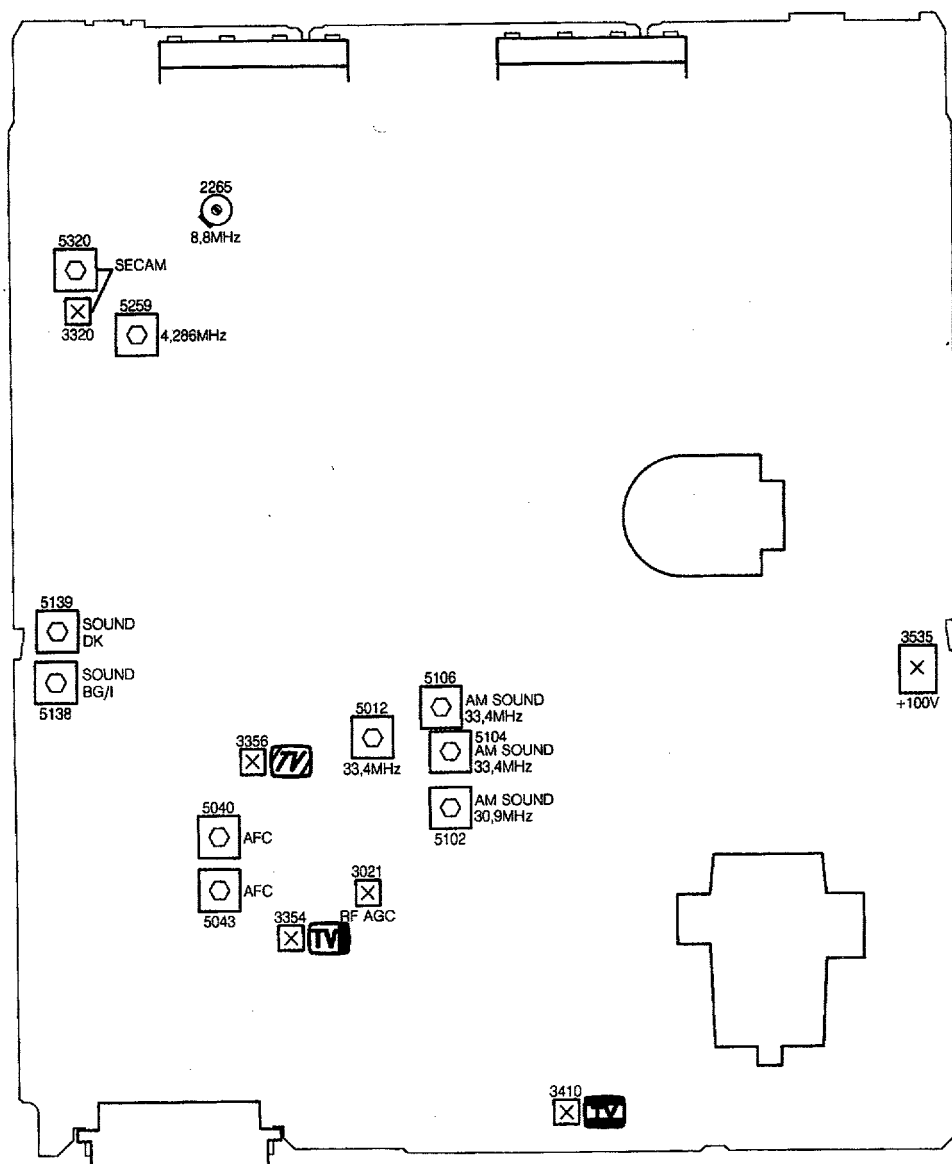 2265
8,8MHz
5320
SECAM
3320
5259
4,286MHz
5139
SOUND
DK
SOUND
BG/I
5138
3535
+100V
5106
AM SOUND
33,4MHz
5012
33,4MHz
5104
AM SOUND
33,4MHz
3356
TV
AM SOUND
30,9MHz
5102
5040
AFC
AFC
5043
3021
RF AGC
3354
TV
3410
TV